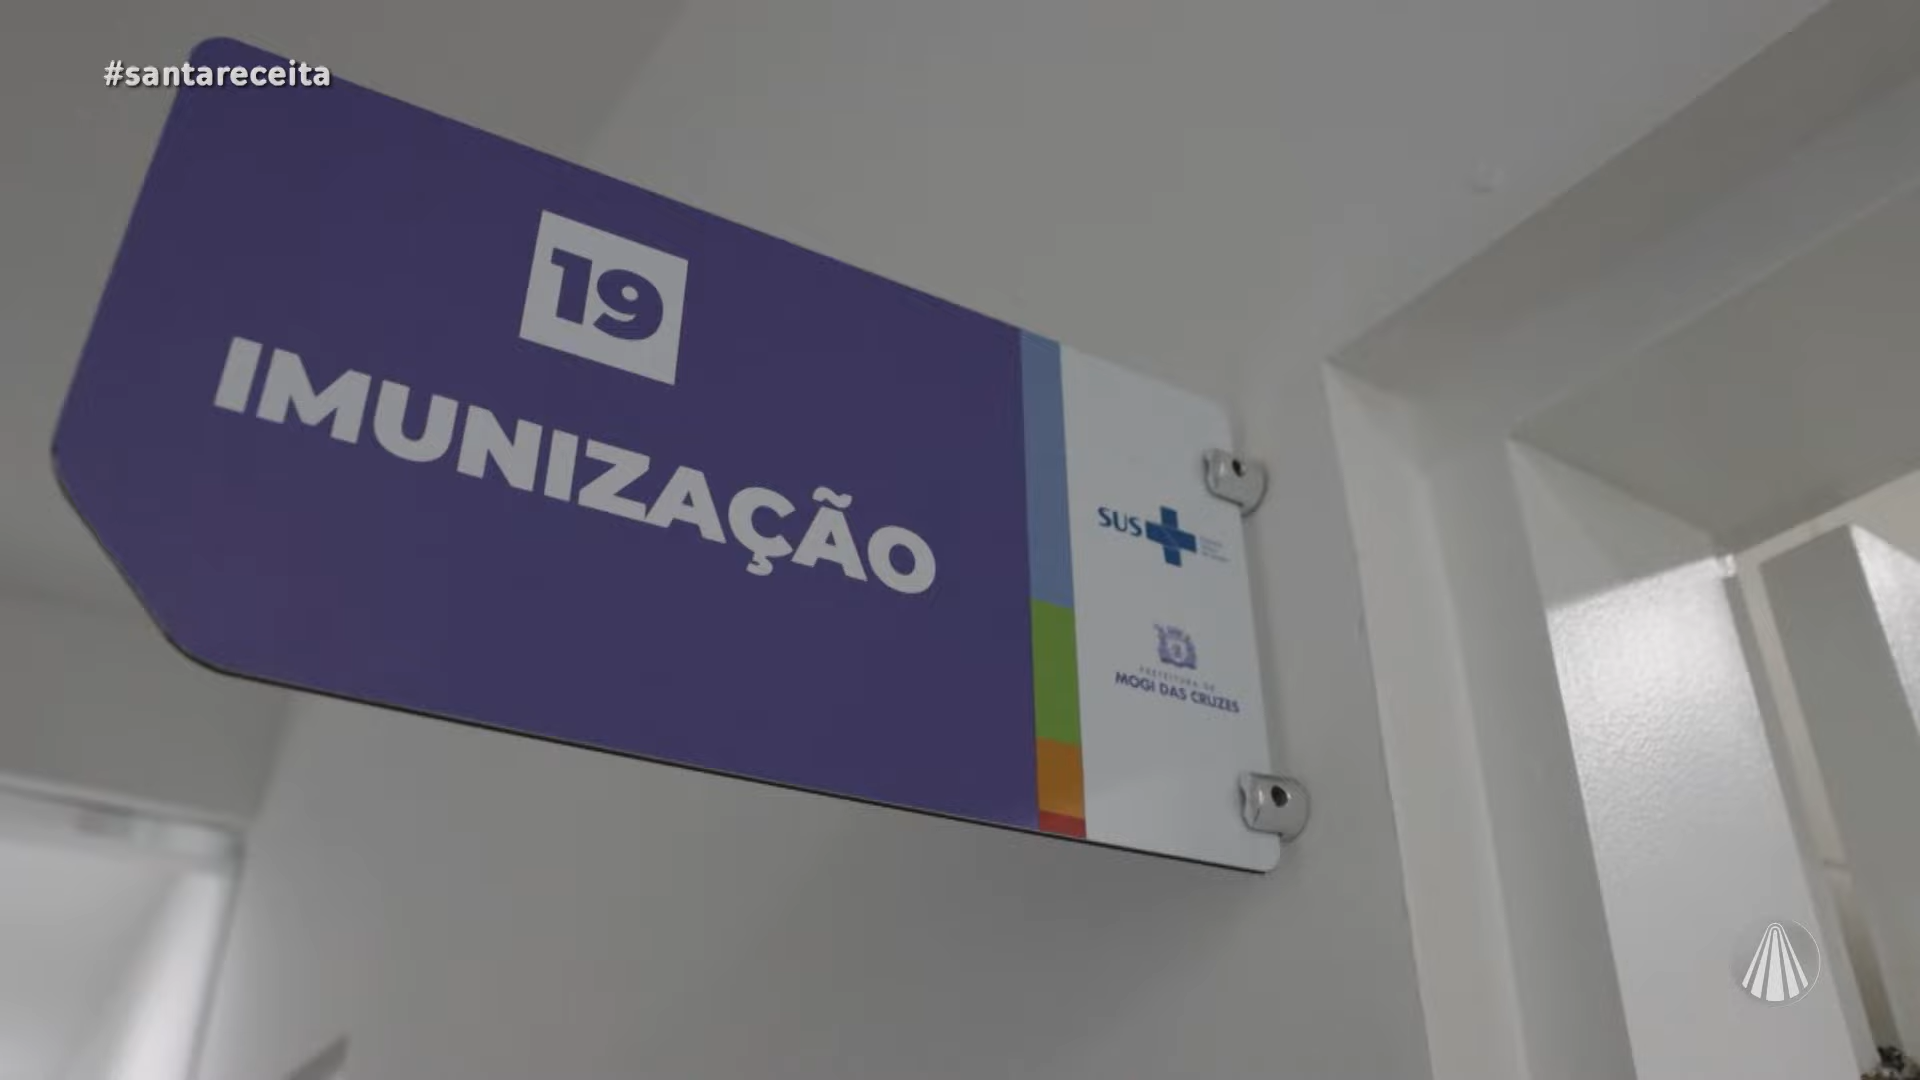 #santareceita
19
IMUNIZAÇÃO
SUS
PREFEITURA DE
MOGI DAS CRUZES